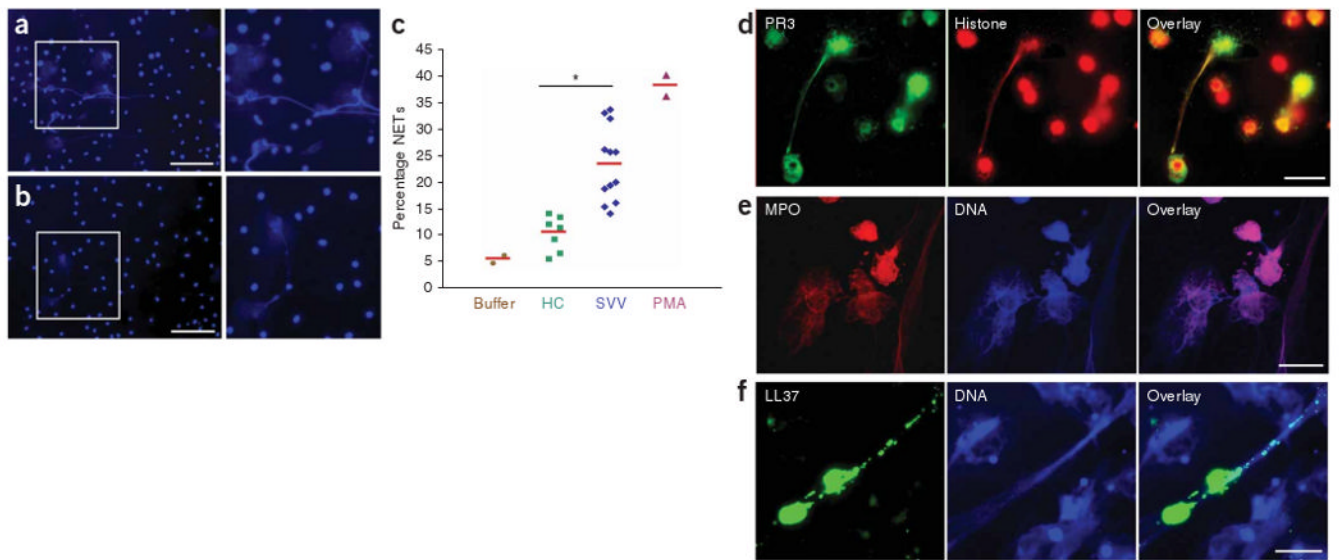 a
b
c
Percentage NETs
45
40
35
30
25
20
15
10
5
0
*
Buffer HC SVV PMA
d
PR3 Histone Overlay
e
MPO DNA Overlay
f
LL37 DNA Overlay